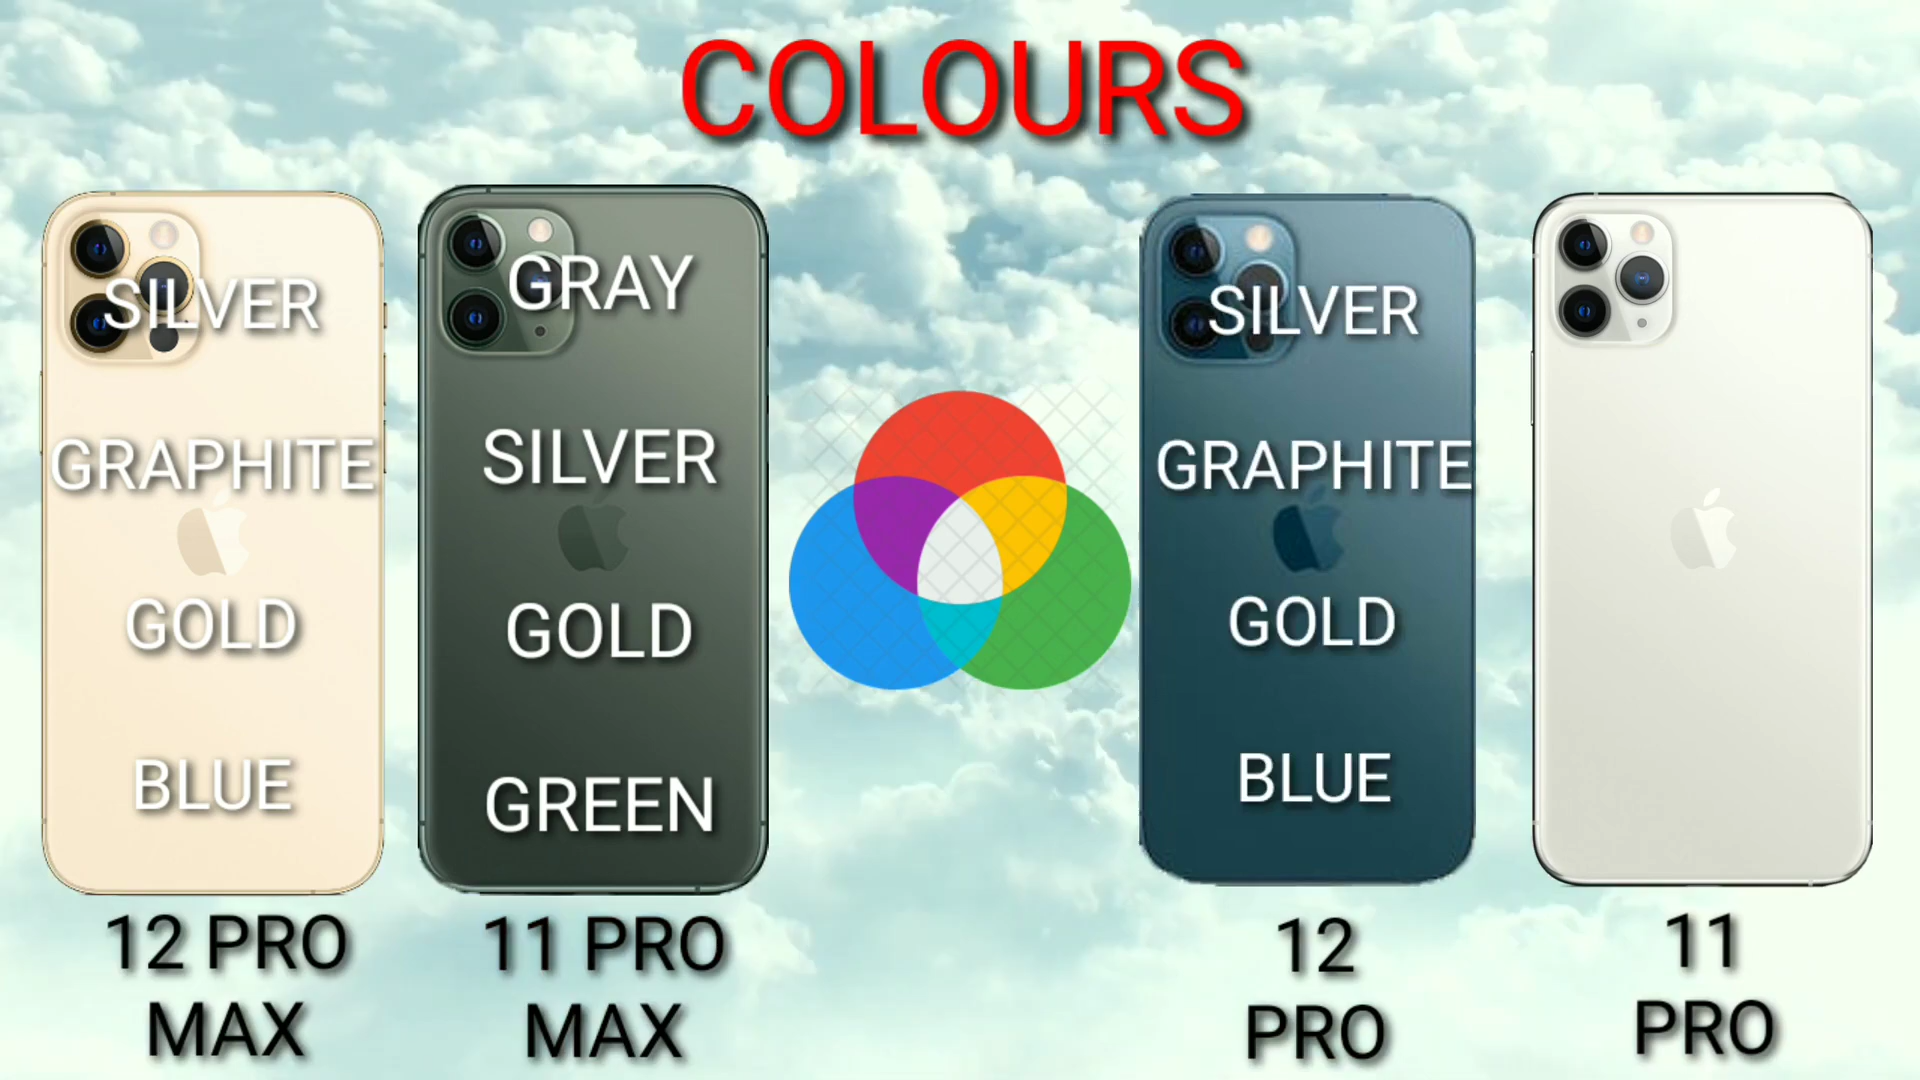 COLOURS
SILVER
GRAPHITE
GOLD
BLUE
12 PRO
MAX
GRAY
SILVER
GOLD
GREEN
11 PRO
MAX
SILVER
GRAPHITE
GOLD
BLUE
12
PRO
11
PRO